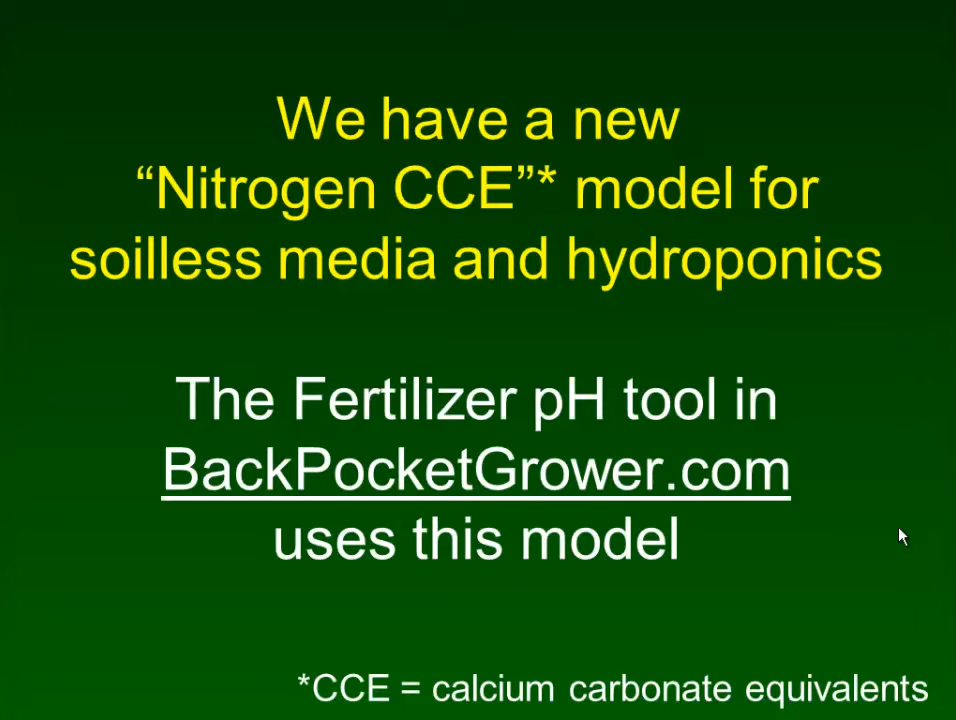 We have a new
“Nitrogen CCE”* model for
soilless media and hydroponics
The Fertilizer pH tool in
BackPocketGrower.com
uses this model
*CCE = calcium carbonate equivalents